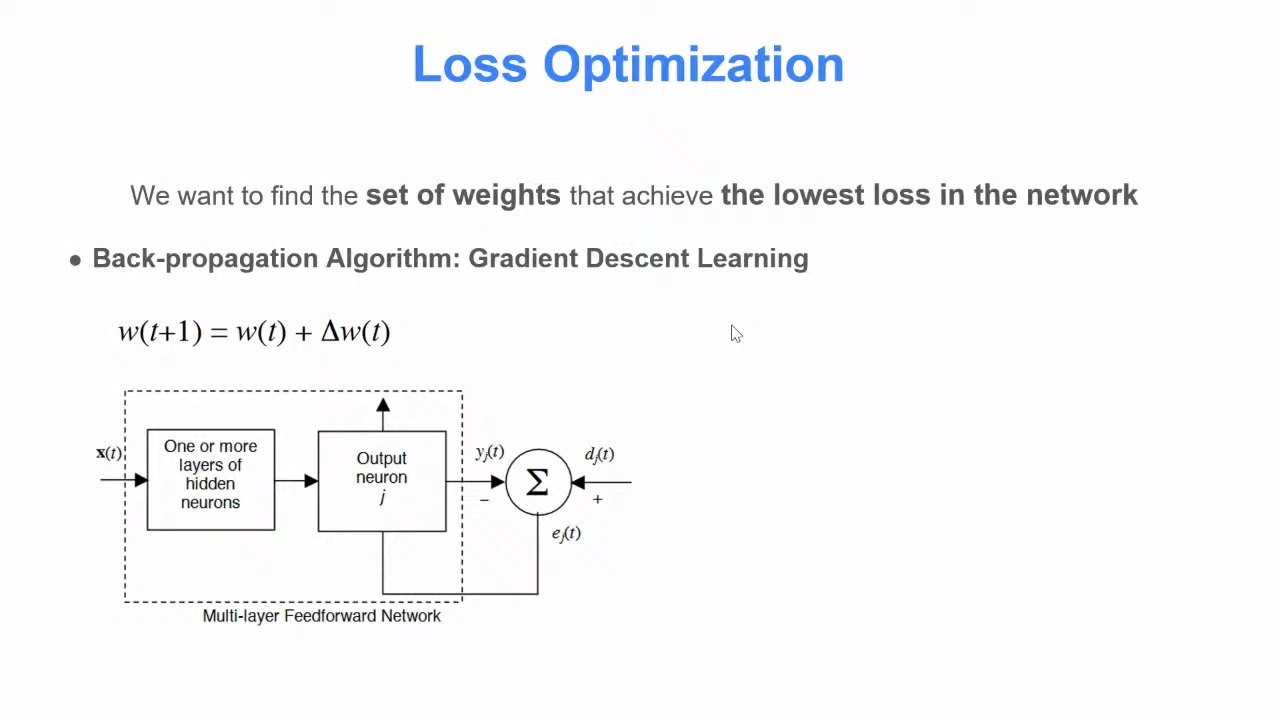 Loss Optimization
We want to find the set of weights that achieve the lowest loss in the network
● Back-propagation Algorithm: Gradient Descent Learning
w(t+1) = w(t) + Δw(t)
x(t)
One or more
layers of
hidden
neurons
Output
neuron
j
yj(t)
−
Σ
dj(t)
+
ej(t)
Multi-layer Feedforward Network